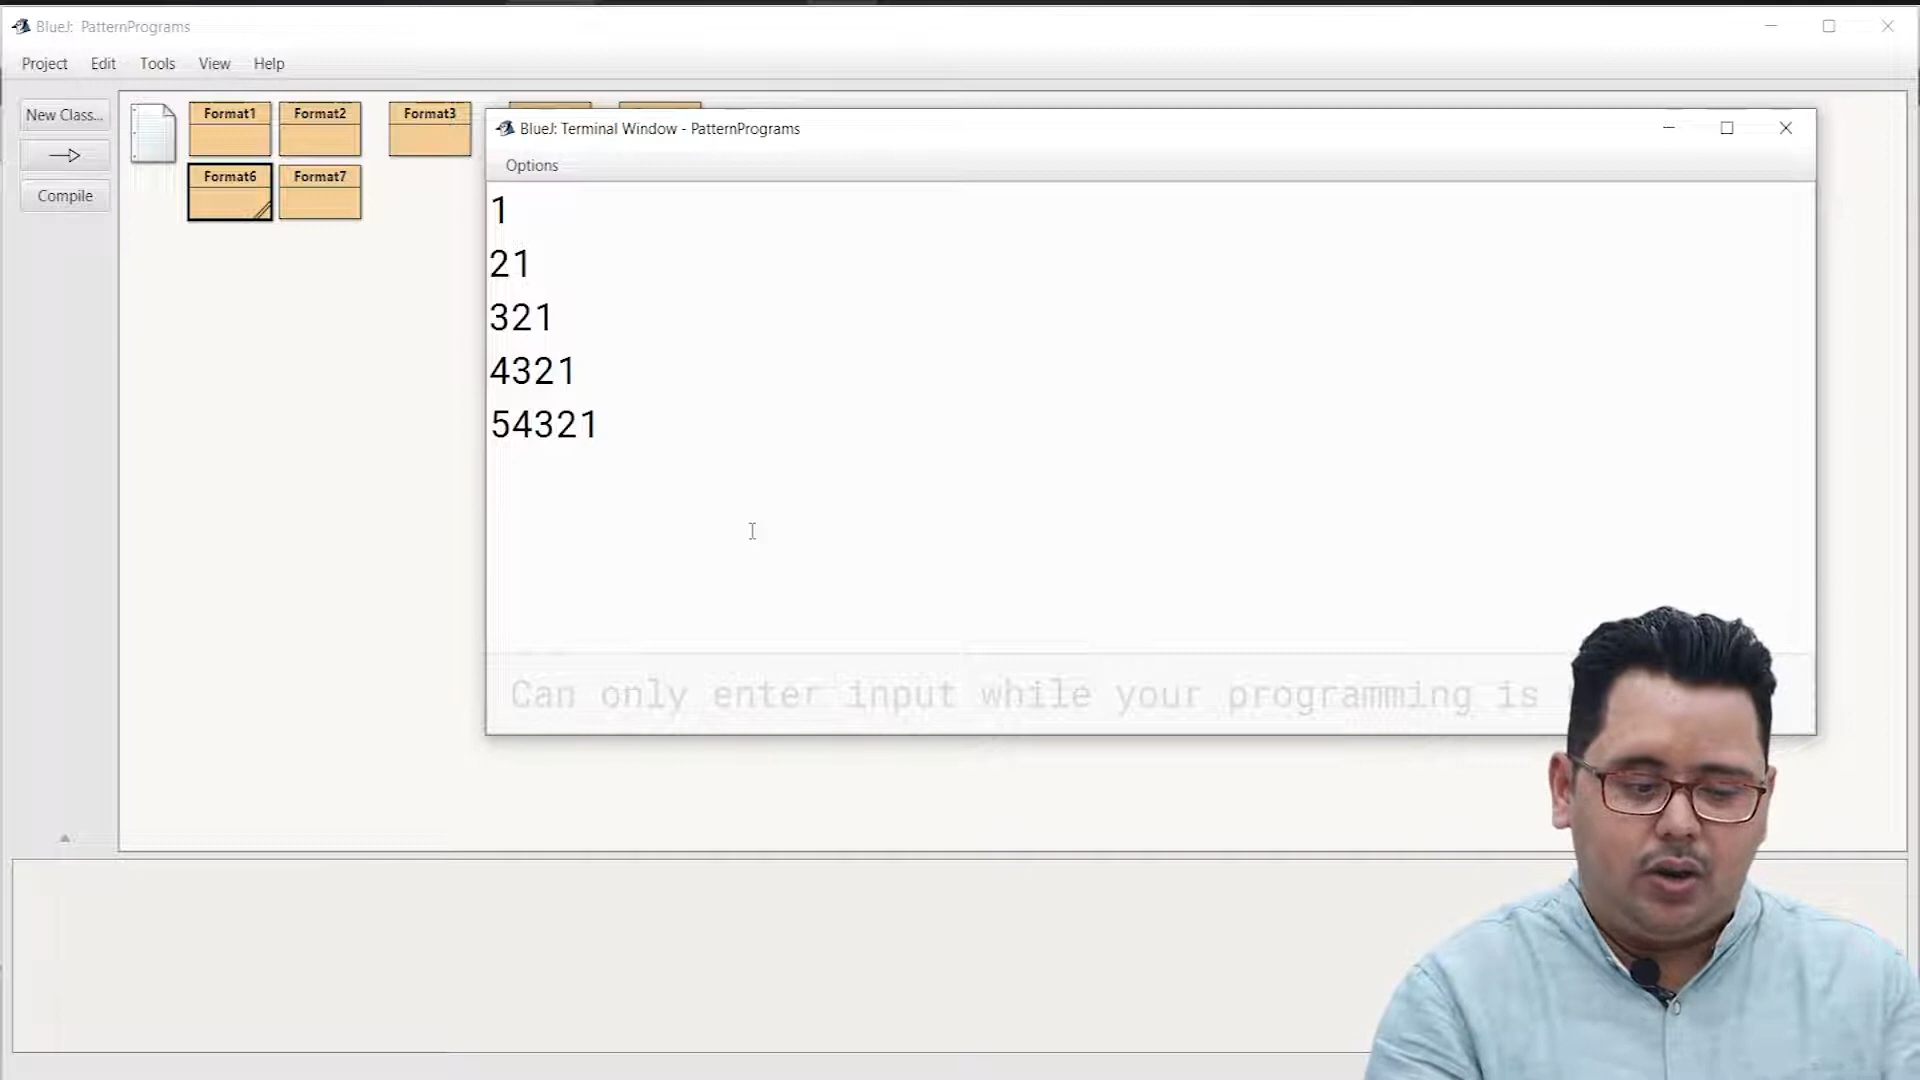 BlueJ: PatternPrograms
Project Edit Tools View Help
New Class...
Compile
Format1 Format2 Format3
Format6 Format7
BlueJ: Terminal Window - PatternPrograms
Options
1
21
321
4321
54321
Can only enter input while your programming is